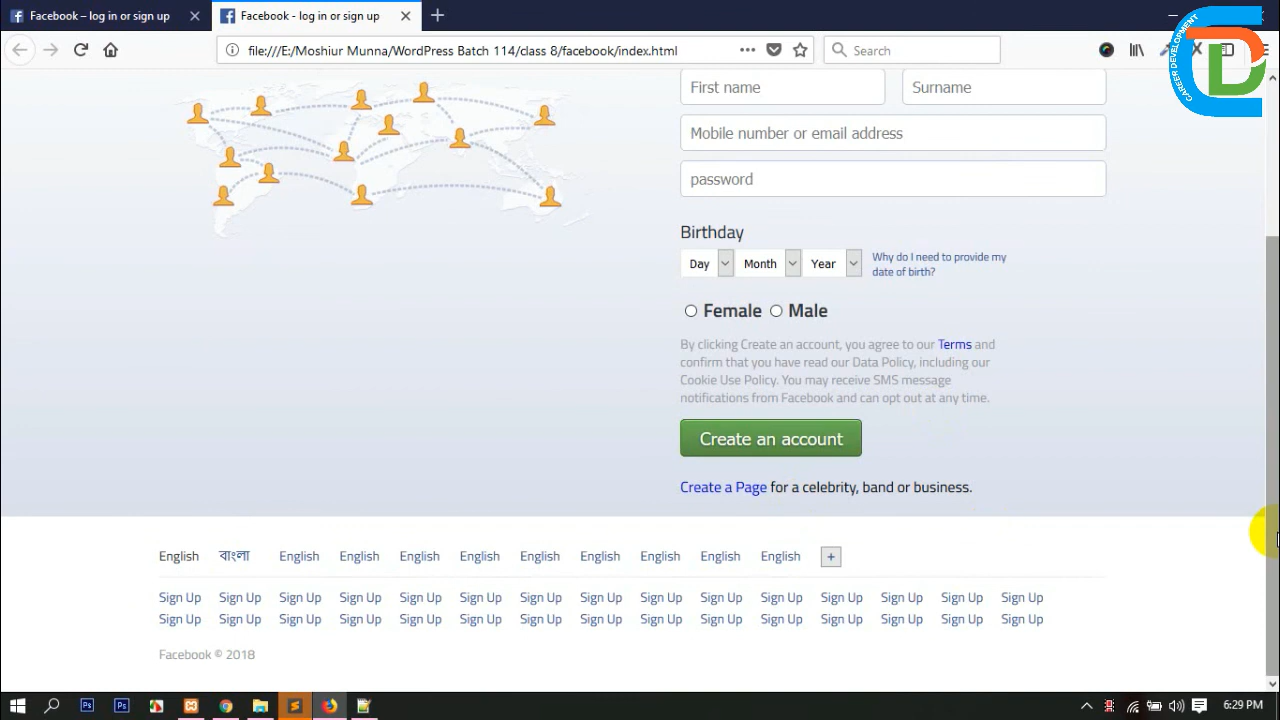 Facebook – log in or sign up
Facebook - log in or sign up
file:///E:/Moshiur Munna/WordPress Batch 114/class 8/facebook/index.html
Search
CAREER DEVELOPMENT
First name
Surname
Mobile number or email address
password
Birthday
Day Month Year
Why do I need to provide my
date of birth?
Female Male
By clicking Create an account, you agree to our Terms and
confirm that you have read our Data Policy, including our
Cookie Use Policy. You may receive SMS message
notifications from Facebook and can opt out at any time.
Create an account
Create a Page for a celebrity, band or business.
English বাংলা English English English English English English English English English +
Sign Up Sign Up Sign Up Sign Up Sign Up Sign Up Sign Up Sign Up Sign Up Sign Up Sign Up Sign Up Sign Up Sign Up Sign Up
Sign Up Sign Up Sign Up Sign Up Sign Up Sign Up Sign Up Sign Up Sign Up Sign Up Sign Up Sign Up Sign Up Sign Up Sign Up
Facebook © 2018
6:29 PM